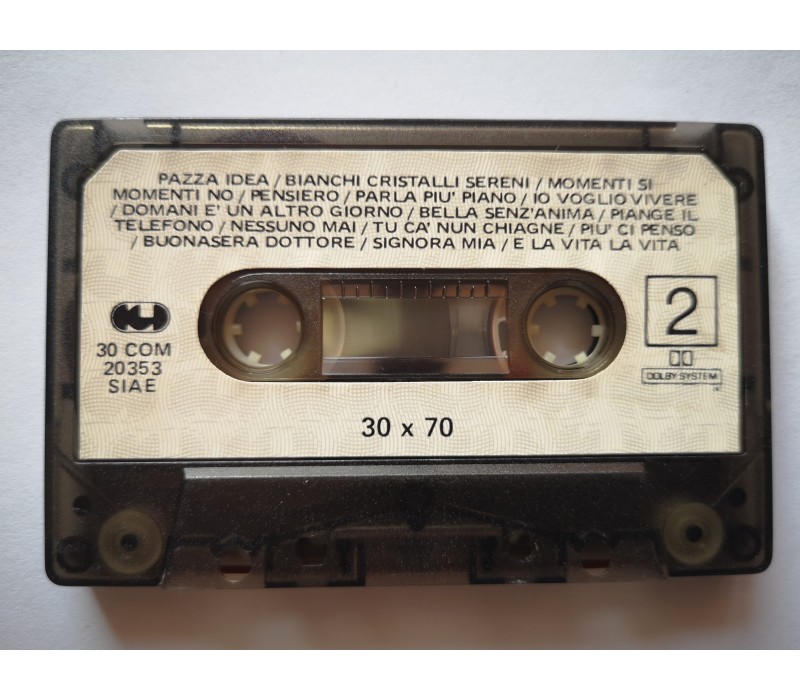 PAZZA IDEA / BIANCHI CRISTALLI SERENI / MOMENTI SI
MOMENTI NO / PENSIERO / PARLA PIU' PIANO / IO VOGLIO VIVERE
/ DOMANI E' UN ALTRO GIORNO / BELLA SENZ'ANIMA / PIANGE IL
TELEFONO / NESSUNO MAI / TU CA' NUN CHIAGNE / PIU' CI PENSO
/ BUONASERA DOTTORE / SIGNORA MIA / E LA VITA LA VITA
30 COM
20353
SIAE
2
DOLBY SYSTEM
30 x 70